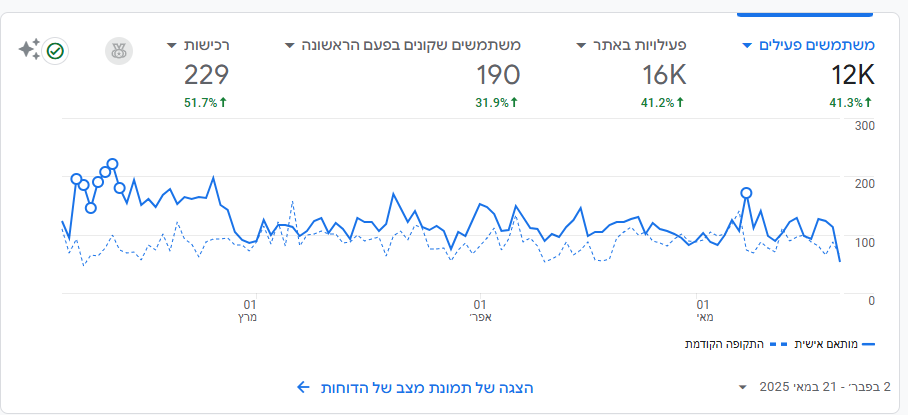 משתמשים פעילים
12K
41.3%↑
פעילויות באתר
16K
41.2%↑
משתמשים שקונים בפעם הראשונה
190
31.9%↑
רכישות
229
51.7%↑
300
200
100
0
01
מרץ
01
אפר׳
01
מאי
מותאם אישית
התקופה הקודמת
2 בפבר׳ - 21 במאי 2025
הצגה של תמונת מצב של הדוחות